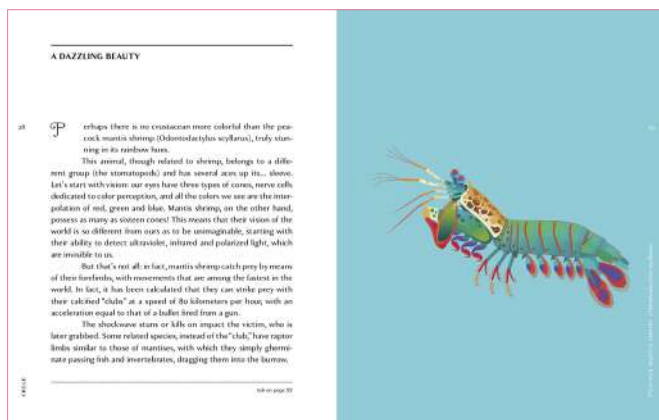 A DAZZLING BEAUTY
28
Perhaps there is no crustacean more colorful than the pea-
cock mantis shrimp (Odontodactylus scyllarus), truly stun-
ning in its rainbow hues.
This animal, though related to shrimp, belongs to a diffe-
rent group (the stomatopods) and has several aces up its... sleeve.
Let's start with vision: our eyes have three types of cones, nerve cells
dedicated to color perception, and all the colors we see are the inter-
polation of red, green and blue. Mantis shrimp, on the other hand,
possess as many as sixteen cones! This means that their vision of the
world is so different from ours as to be unimaginable, starting with
their ability to detect ultraviolet, infrared and polarized light, which
are invisible to us.
But that's not all: in fact, mantis shrimp catch prey by means
of their forelimbs, with movements that are among the fastest in the
world. In fact, it has been calculated that they can strike prey with
their calcified "clubs" at a speed of 80 kilometers per hour, with an
acceleration equal to that of a bullet fired from a gun.
The shockwave stuns or kills on impact the victim, who is
later grabbed. Some related species, instead of the "club," have raptor
limbs similar to those of mantises, with which they simply ghermi-
nate passing fish and invertebrates, dragging them into the burrow.